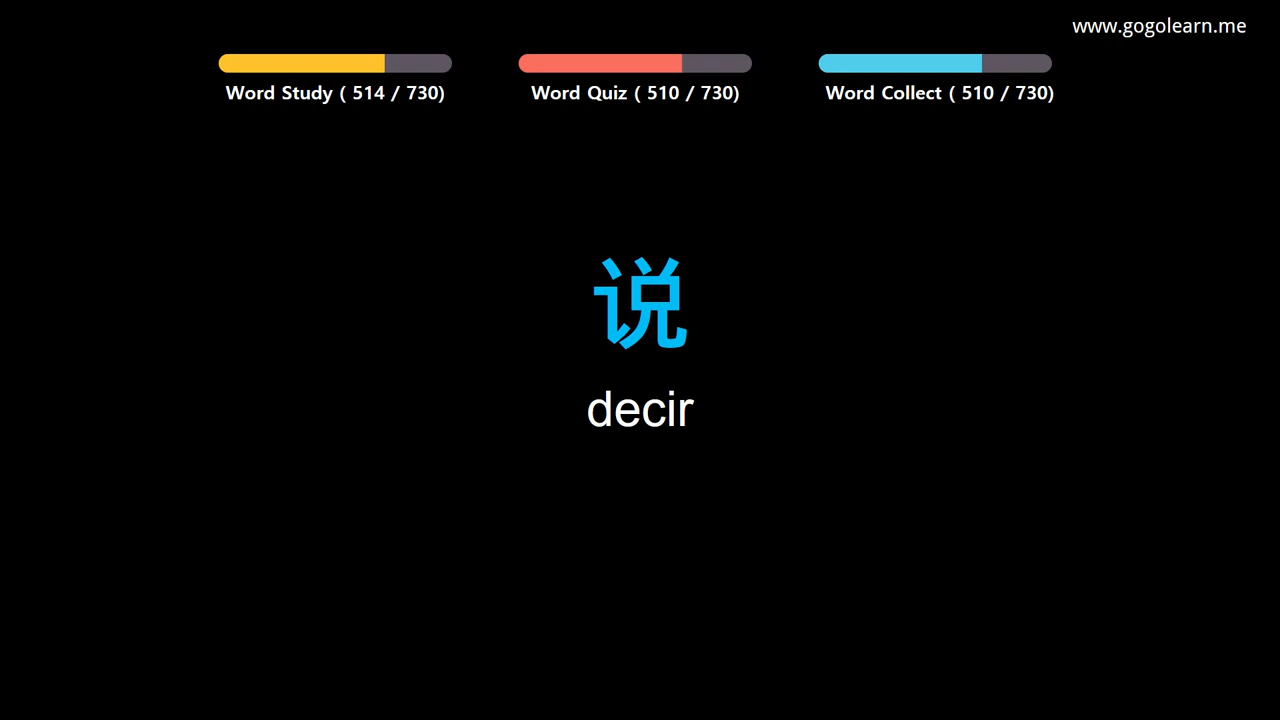 www.gogolearn.me
Word Study ( 514 / 730)
Word Quiz ( 510 / 730)
Word Collect ( 510 / 730)
说
decir